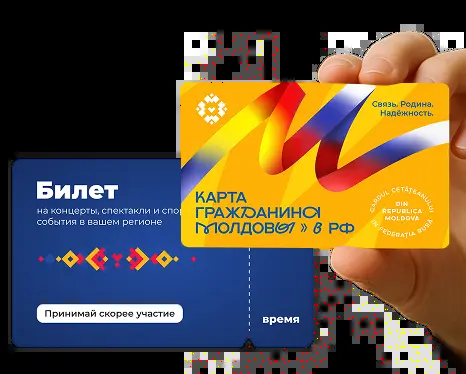 Связь. Родина.
Надёжность.
КАРТА
ГРАЖДАНИНА
МОЛДОВЫ » В РФ
CARDUL CETĂȚEANULUI
DIN
REPUBLICA
MOLDOVA
ÎN FEDERAȚIA RUSĂ
Билет
на концерты, спектакли и
события в вашем регионе
Принимай скорее участие
время